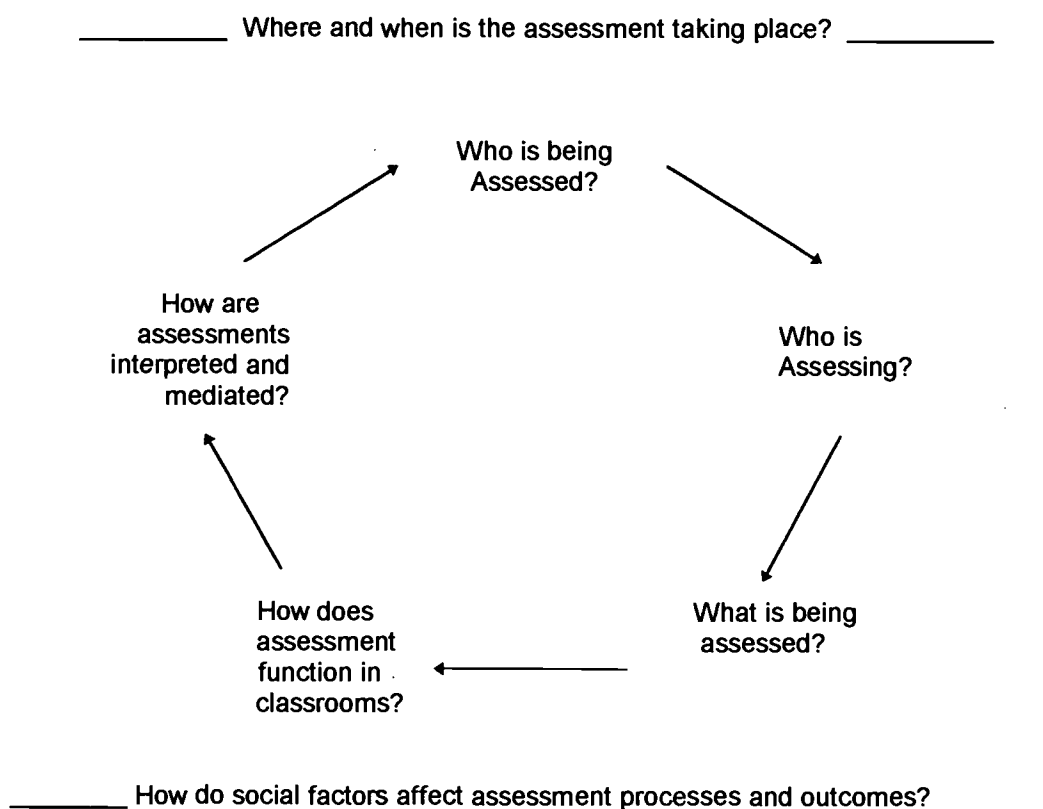 Where and when is the assessment taking place?
Who is being
Assessed?
Who is
Assessing?
What is being
assessed?
How does
assessment
function in
classrooms?
How are
assessments
interpreted and
mediated?
How do social factors affect assessment processes and outcomes?